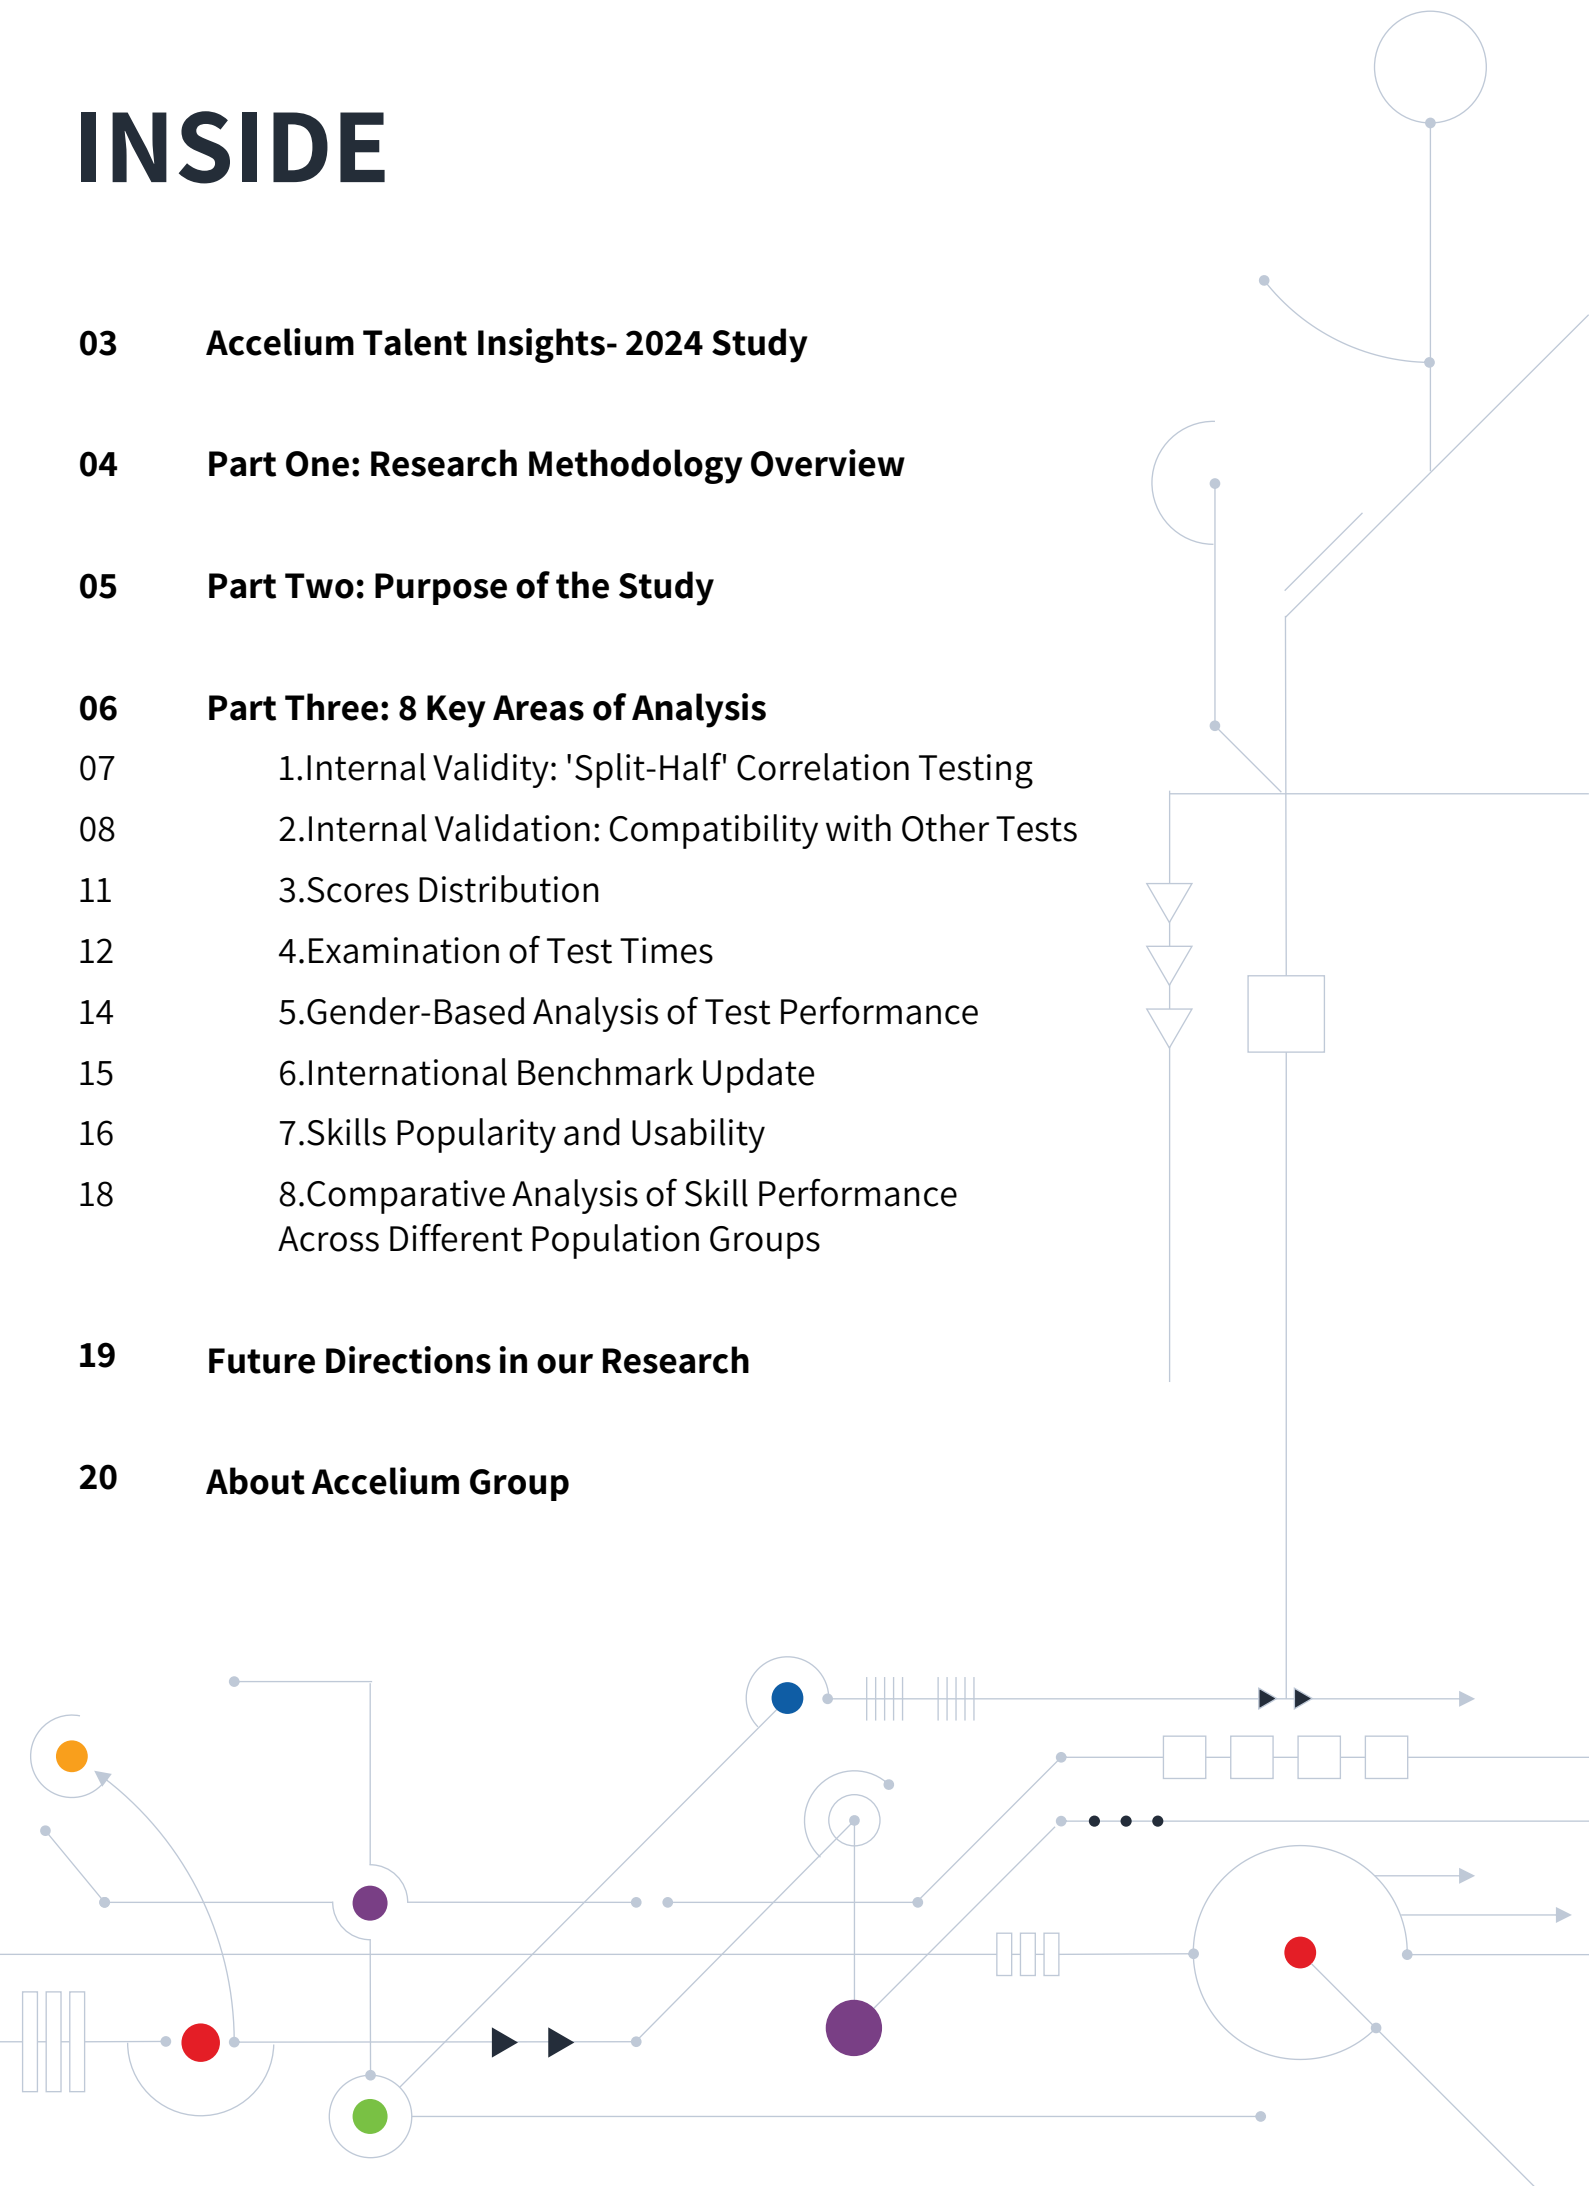 INSIDE
03 Accelium Talent Insights- 2024 Study
04 Part One: Research Methodology Overview
05 Part Two: Purpose of the Study
06 Part Three: 8 Key Areas of Analysis
07 1.Internal Validity: 'Split-Half' Correlation Testing
08 2.Internal Validation: Compatibility with Other Tests
11 3.Scores Distribution
12 4.Examination of Test Times
14 5.Gender-Based Analysis of Test Performance
15 6.International Benchmark Update
16 7.Skills Popularity and Usability
18 8.Comparative Analysis of Skill Performance
Across Different Population Groups
19 Future Directions in our Research
20 About Accelium Group